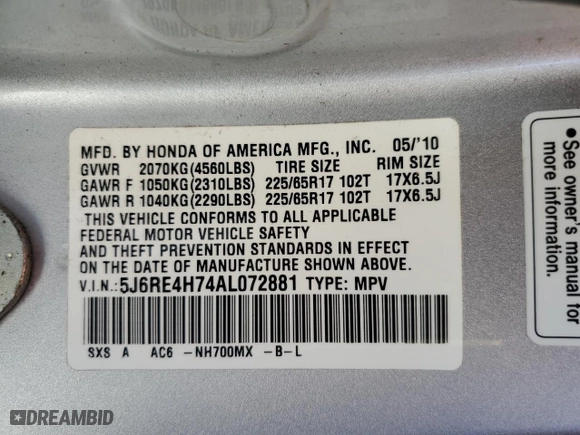 MFD. BY HONDA OF AMERICA MFG., INC. 05/'10
GVWR 2070KG(4560LBS) TIRE SIZE RIM SIZE
GAWR F 1050KG(2310LBS) 225/65R17 102T 17X6.5J
GAWR R 1040KG(2290LBS) 225/65R17 102T 17X6.5J
THIS VEHICLE CONFORMS TO ALL APPLICABLE
FEDERAL MOTOR VEHICLE SAFETY
AND THEFT PREVENTION STANDARDS IN EFFECT
ON THE DATE OF MANUFACTURE SHOWN ABOVE.
V.I.N.:5J6RE4H74AL072881 TYPE: MPV
SXS A AC6 -NH700MX -B-L
•See owner's manual for
more information.
DREAMBID